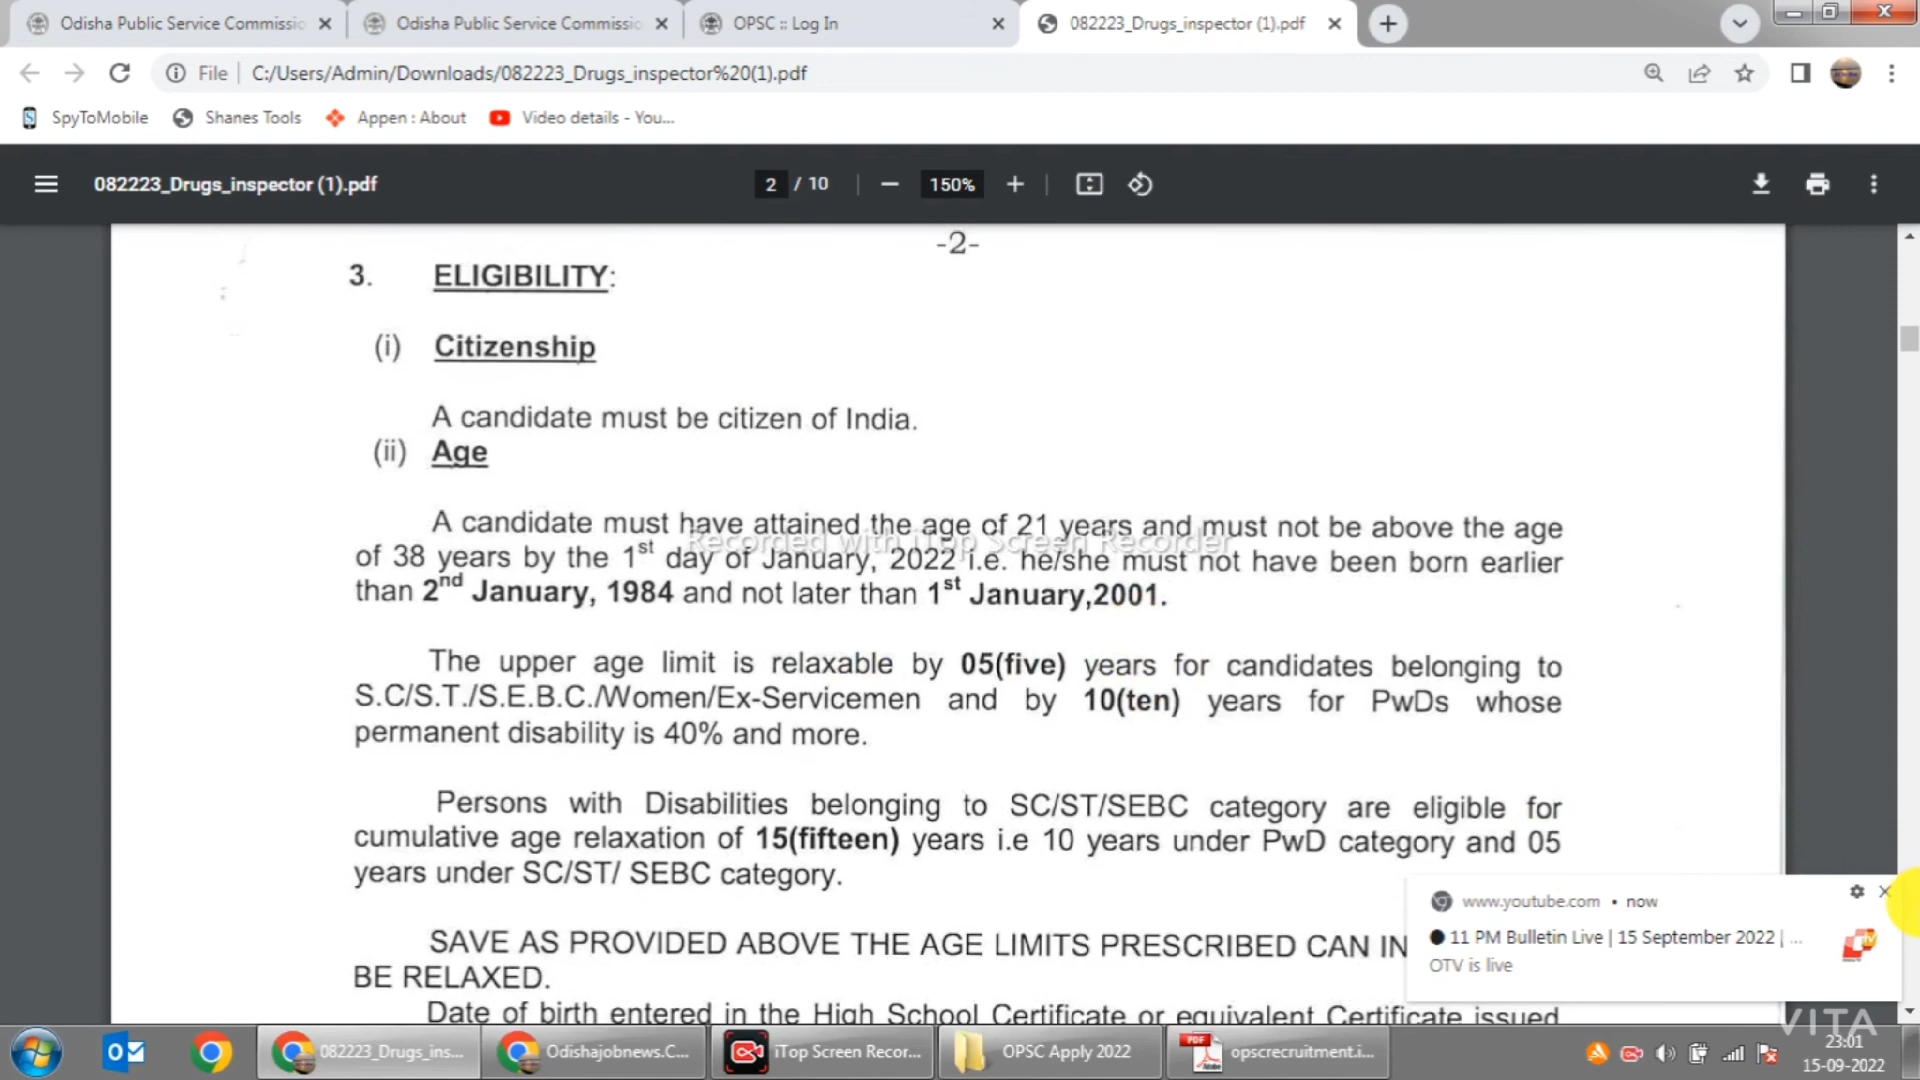 Odisha Public Service Commissio
Odisha Public Service Commissio
OPSC :: Log In
082223_Drugs_inspector (1).pdf
File
C:/Users/Admin/Downloads/082223_Drugs_inspector%20(1).pdf
SpyToMobile
Shanes Tools
Appen : About
Video details - You...
082223_Drugs_inspector (1).pdf
2 / 10
150%
-2-
3. ELIGIBILITY:
(i) Citizenship
A candidate must be citizen of India.
(ii) Age
A candidate must have attained the age of 21 years and must not be above the age
Recorded with iTop Screen Recorder
of 38 years by the 1st day of January, 2022 i.e. he/she must not have been born earlier
than 2nd January, 1984 and not later than 1st January,2001.
The upper age limit is relaxable by 05(five) years for candidates belonging to
S.C/S.T./S.E.B.C./Women/Ex-Servicemen and by 10(ten) years for PwDs whose
permanent disability is 40% and more.
Persons with Disabilities belonging to SC/ST/SEBC category are eligible for
cumulative age relaxation of 15(fifteen) years i.e 10 years under PwD category and 05
years under SC/ST/ SEBC category.
SAVE AS PROVIDED ABOVE THE AGE LIMITS PRESCRIBED CAN IN
BE RELAXED.
Date of birth entered in the High School Certificate or equivalent Certificate issued
www.youtube.com • now
11 PM Bulletin Live | 15 September 2022 | ...
OTV is live
VITA
082223_Drugs_ins...
Odishajobnews.C...
iTop Screen Recor...
OPSC Apply 2022
opscrecruitment.i...
23:01
15-09-2022